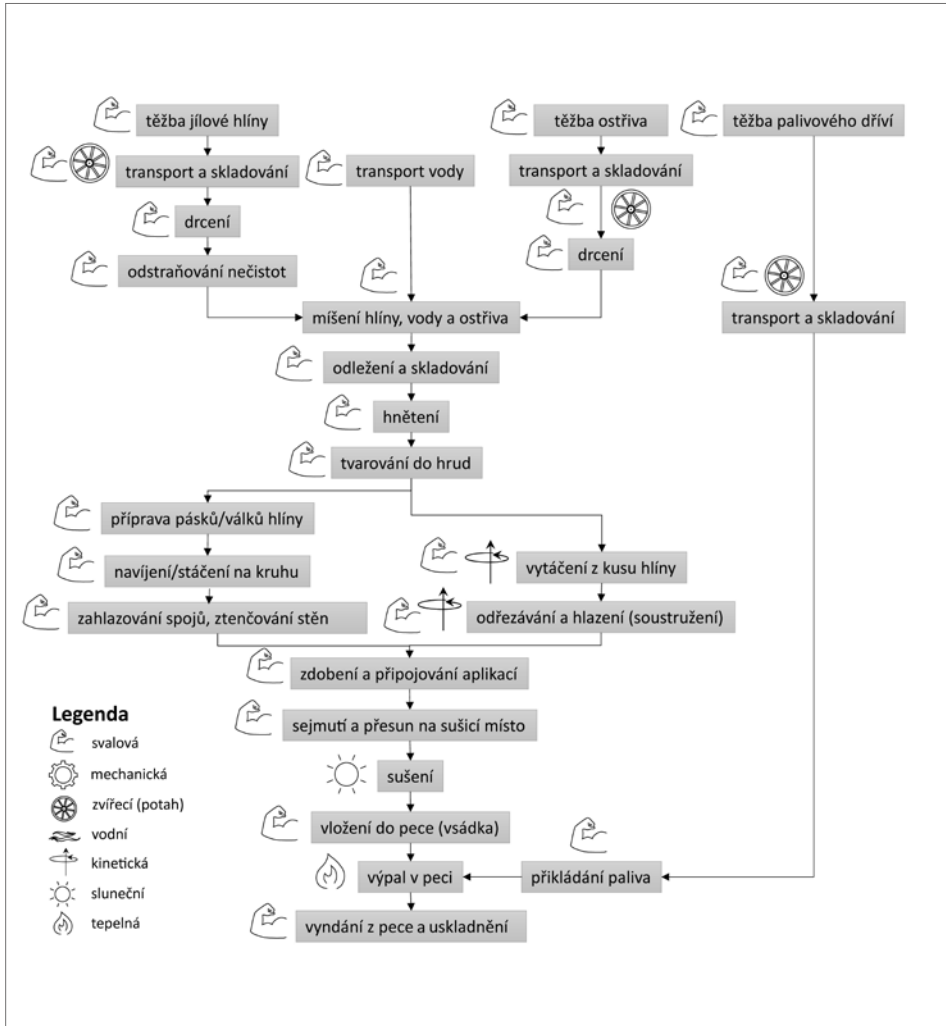 těžba jílové hlíny
těžba ostřiva
těžba palivového dříví
transport a skladování
transport vody
transport a skladování
drcení
odstraňování nečistot
drcení
míšení hlíny, vody a ostřiva
transport a skladování
odležení a skladování
hnětení
tvarování do hrud
příprava pásků/válků hlíny
navíjení/stáčení na kruhu
vytáčení z kusu hlíny
zahlazování spojů, ztenčování stěn
odřezávání a hlazení (soustružení)
zdobení a připojování aplikací
sejmutí a přesun na sušicí místo
sušení
vložení do pece (vsádka)
výpal v peci
přikládání paliva
vyndání z pece a uskladnění
Legenda
svalová
mechanická
zvířecí (potah)
vodní
kinetická
sluneční
tepelná